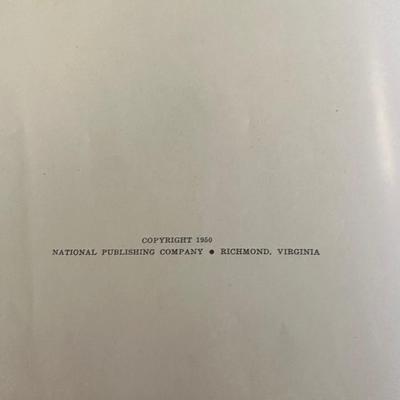 COPYRIGHT 1950
NATIONAL PUBLISHING COMPANY ● RICHMOND, VIRGINIA